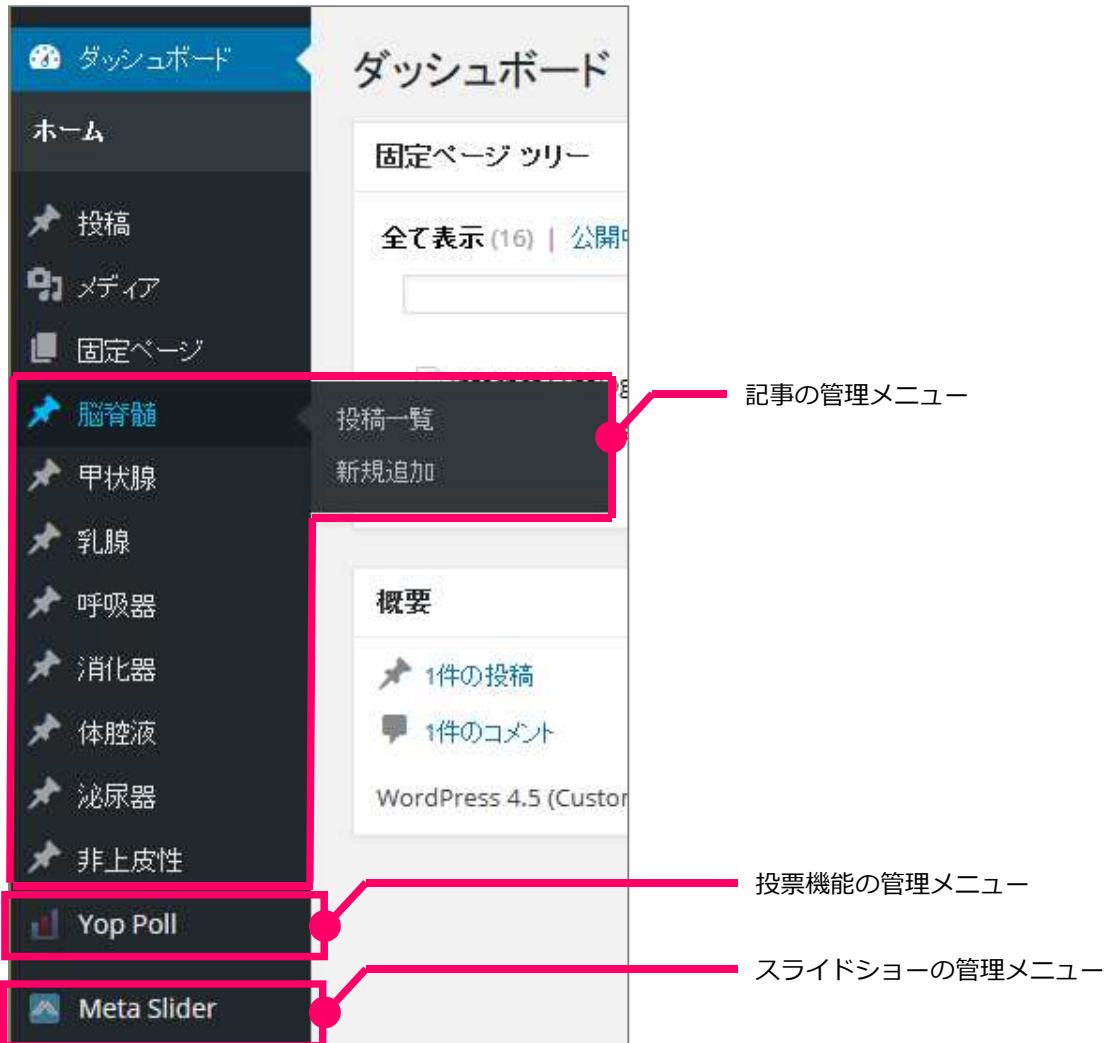 ダッシュボード
ホーム
投稿
メディア
固定ページ
脳脊髄
投稿一覧
新規追加
甲状腺
乳腺
呼吸器
消化器
体腔液
泌尿器
非上皮性
Yop Poll
Meta Slider
ダッシュボード
固定ページ ツリー
全て表示 (16) | 公開
概要
1件の投稿
1件のコメント
WordPress 4.5 (Custor
記事の管理メニュー
投票機能の管理メニュー
スライドショーの管理メニュー